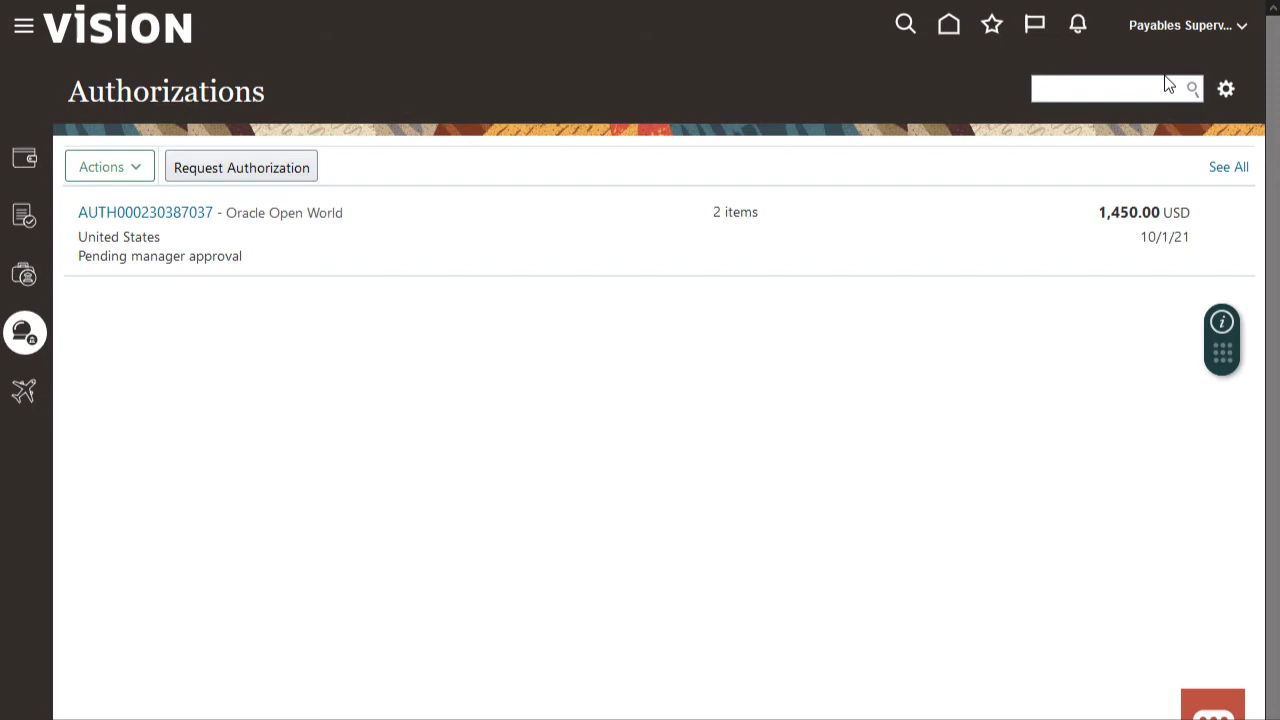 vısıon
Payables Superv...
Authorizations
Actions
Request Authorization
See All
AUTH000230387037 - Oracle Open World
2 items
1,450.00 USD
United States
10/1/21
Pending manager approval